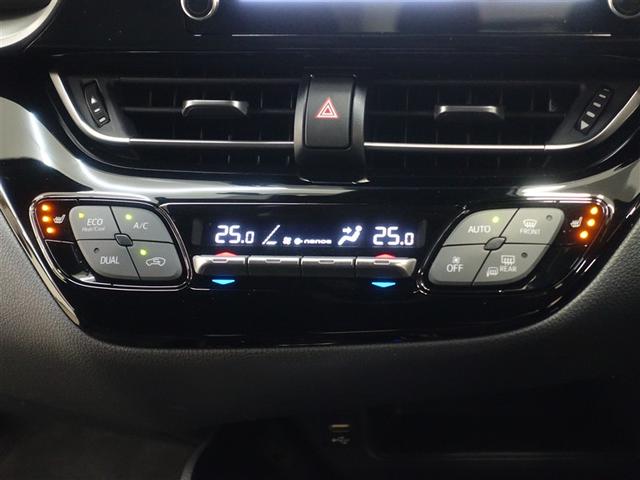 25.0 nanoe 25.0
ECO
Heat/Cool
A/C
DUAL
AUTO
FRONT
OFF
REAR